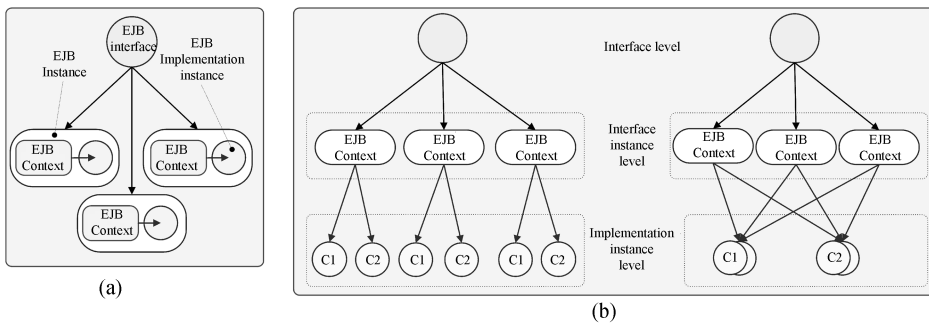 EJB
interface
EJB
Instance
EJB
Implementation
instance
EJB
Context
EJB
Context
EJB
Context
(a)
Interface level
EJB
Context
EJB
Context
EJB
Context
Interface
instance
level
EJB
Context
EJB
Context
EJB
Context
C1
C2
C1
C2
C1
C2
Implementation
instance
level
C1
C2
(b)